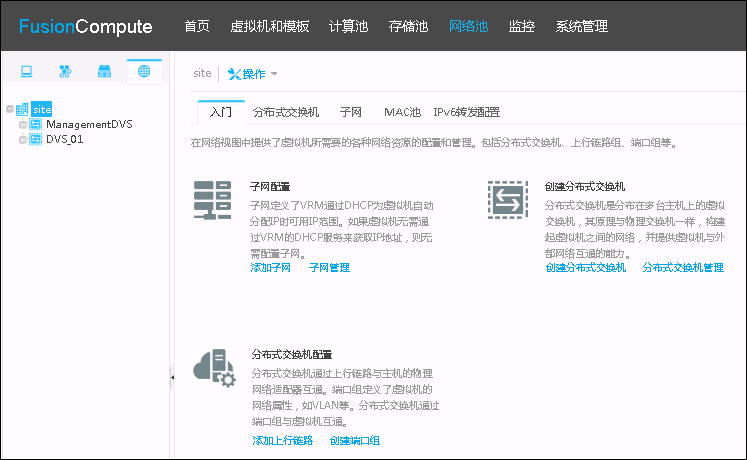 FusionCompute 首页 虚拟机和模板 计算池 存储池 网络池 监控 系统管理
site
ManagementDVS
DVS_01
site 操作
入门 分布式交换机 子网 MAC池 IPv6转发配置
在网络视图中提供了虚拟机所需要的各种网络资源的配置和管理。包括分布式交换机、上行链路组、端口组等。
子网配置
子网定义了VRM通过DHCP为虚拟机自动
分配IP时可用IP范围。如果虚拟机无需通
过VRM的DHCP服务来获取IP地址，则无
需配置子网。
添加子网 子网管理
创建分布式交换机
分布式交换机是分布在多台主机上的虚拟
交换机，其原理与物理交换机一样，构建
起虚拟机之间的网络，并提供虚拟机与外
部网络互通的能力。
创建分布式交换机 分布式交换机管理
分布式交换机配置
分布式交换机通过上行链路与主机的物理
网络适配器互通。端口组定义了虚拟机的
网络属性，如VLAN等。分布式交换机通过
端口组与虚拟机互通。
添加上行链路 创建端口组